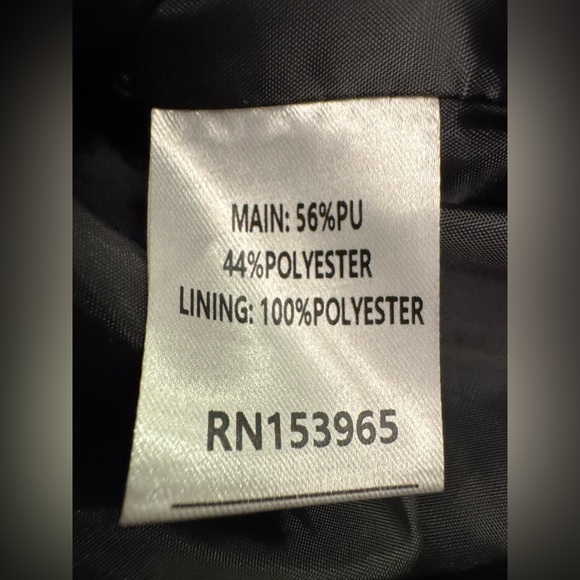 MAIN: 56%PU
44%POLYESTER
LINING: 100%POLYESTER
RN153965